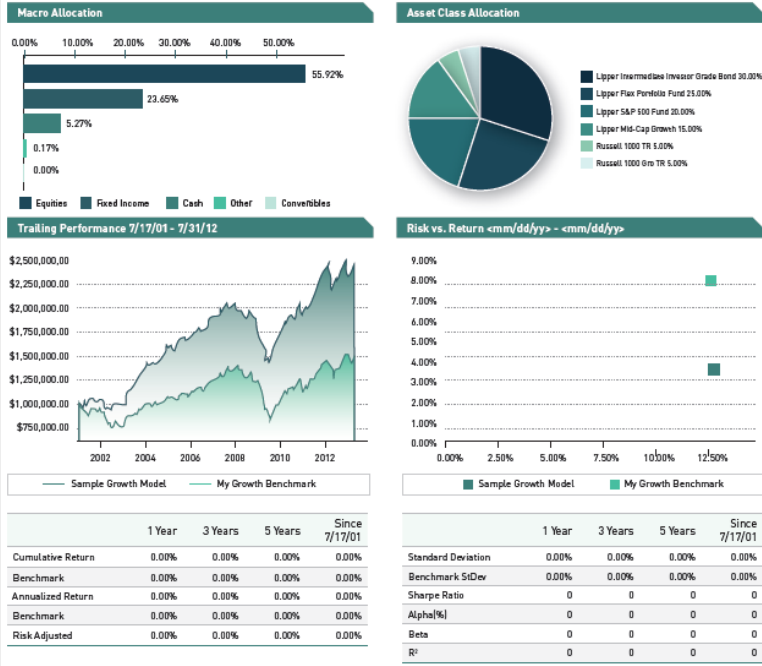 Macro Allocation
0.00% 10.00% 20.00% 30.00% 40.00% 50.00%
55.92%
23.65%
5.27%
0.17%
0.00%
Equities Fixed Income Cash Other Convertibles
Asset Class Allocation
Lipper Intermediate Investor Grade Bond 30.00%
Lipper Flex Portfolio Fund 25.00%
Lipper S&P 500 Fund 20.00%
Lipper Mid-Cap Growth 15.00%
Russell 1000 TR 5.00%
Russell 1000 Gro TR 5.00%
Trailing Performance 7/17/01 - 7/31/12
$2,500,000,00
$2,250,000.00
$2,000,000.00
$1,750,000.00
$1,500,000.00
$1,250,000.00
$1,000,000.00
$750,000.00
2002 2004 2006 2008 2010 2012
Sample Growth Model My Growth Benchmark
Risk vs. Return <mm/dd/yy> - <mm/dd/yy>
9.00%
8.00%
7.00%
6.00%
5.00%
4.00%
3.00%
2.00%
1.00%
0.00%
0.00% 2.50% 5.00% 7.50% 10.00% 12.50%
Sample Growth Model My Growth Benchmark
1 Year 3 Years 5 Years Since 7/17/01
Cumulative Return 0.00% 0.00% 0.00% 0.00%
Benchmark 0.00% 0.00% 0.00% 0.00%
Annualized Return 0.00% 0.00% 0.00% 0.00%
Benchmark 0.00% 0.00% 0.00% 0.00%
Risk Adjusted 0.00% 0.00% 0.00% 0.00%
1 Year 3 Years 5 Years Since 7/17/01
Standard Deviation 0.00% 0.00% 0.00% 0.00%
Benchmark StDev 0.00% 0.00% 0.00% 0.00%
Sharpe Ratio 0 0 0 0
Alpha(%) 0 0 0 0
Beta 0 0 0 0
R² 0 0 0 0